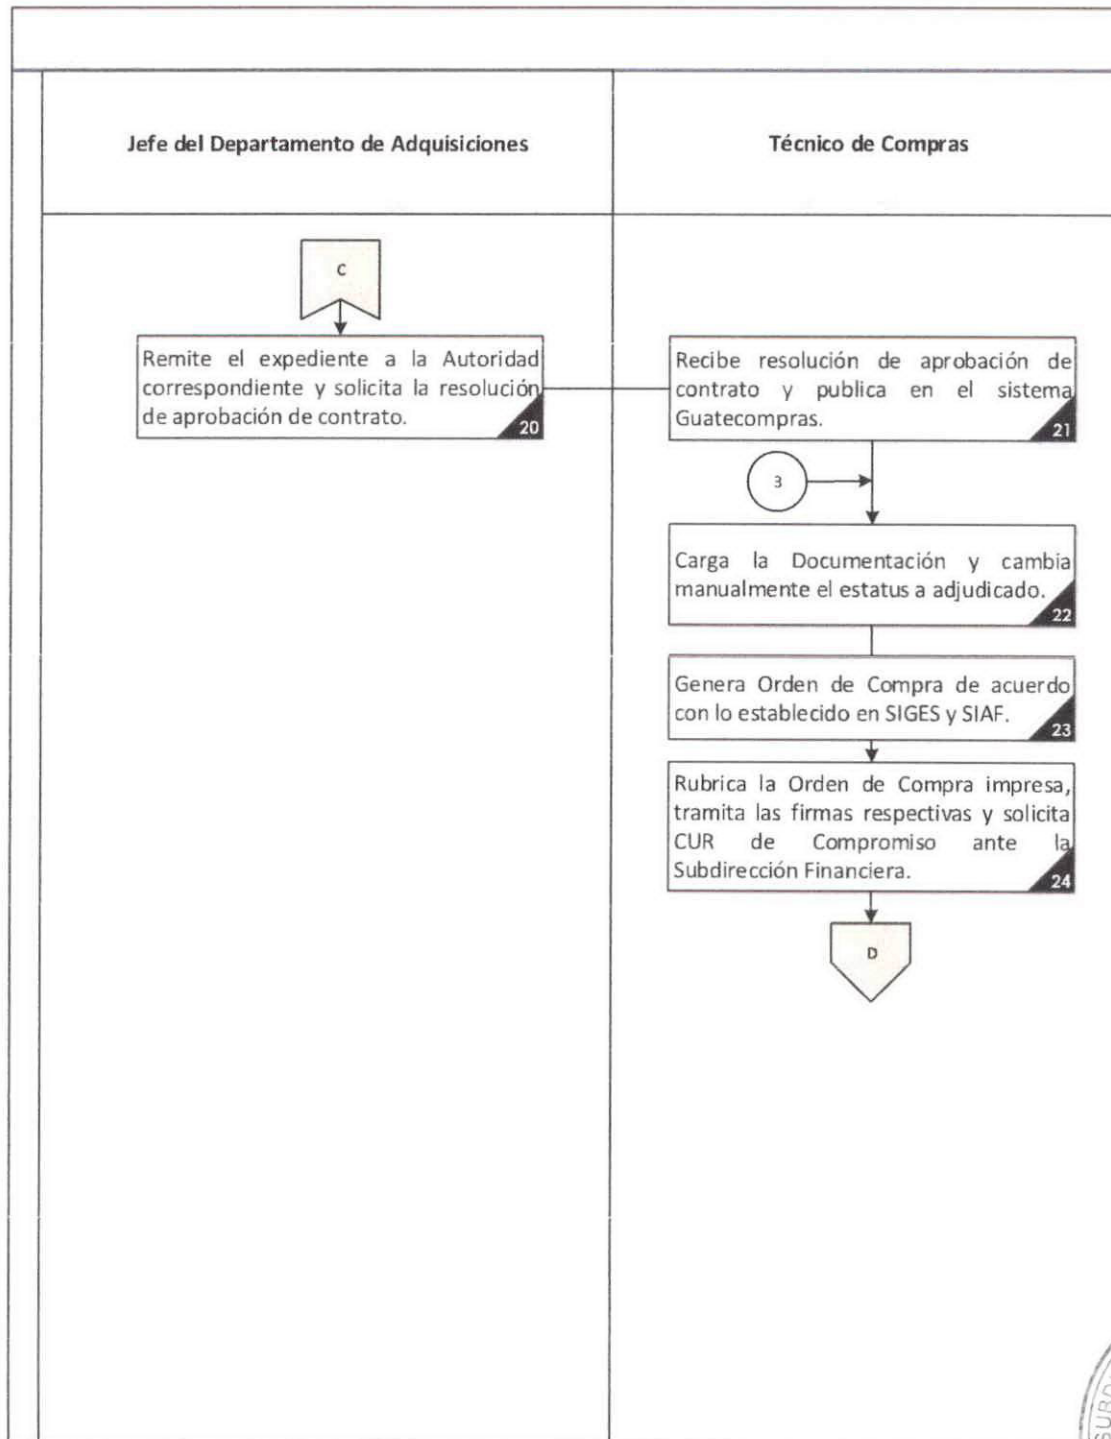 Jefe del Departamento de Adquisiciones
Técnico de Compras
C
Remite el expediente a la Autoridad
correspondiente y solicita la resolución
de aprobación de contrato.
20
Recibe resolución de aprobación de
contrato y publica en el sistema
Guatecompras.
21
3
Carga la Documentación y cambia
manualmente el estatus a adjudicado.
22
Genera Orden de Compra de acuerdo
con lo establecido en SIGES y SIAF.
23
Rubrica la Orden de Compra impresa,
tramita las firmas respectivas y solicita
CUR de Compromiso ante la
Subdirección Financiera.
24
D